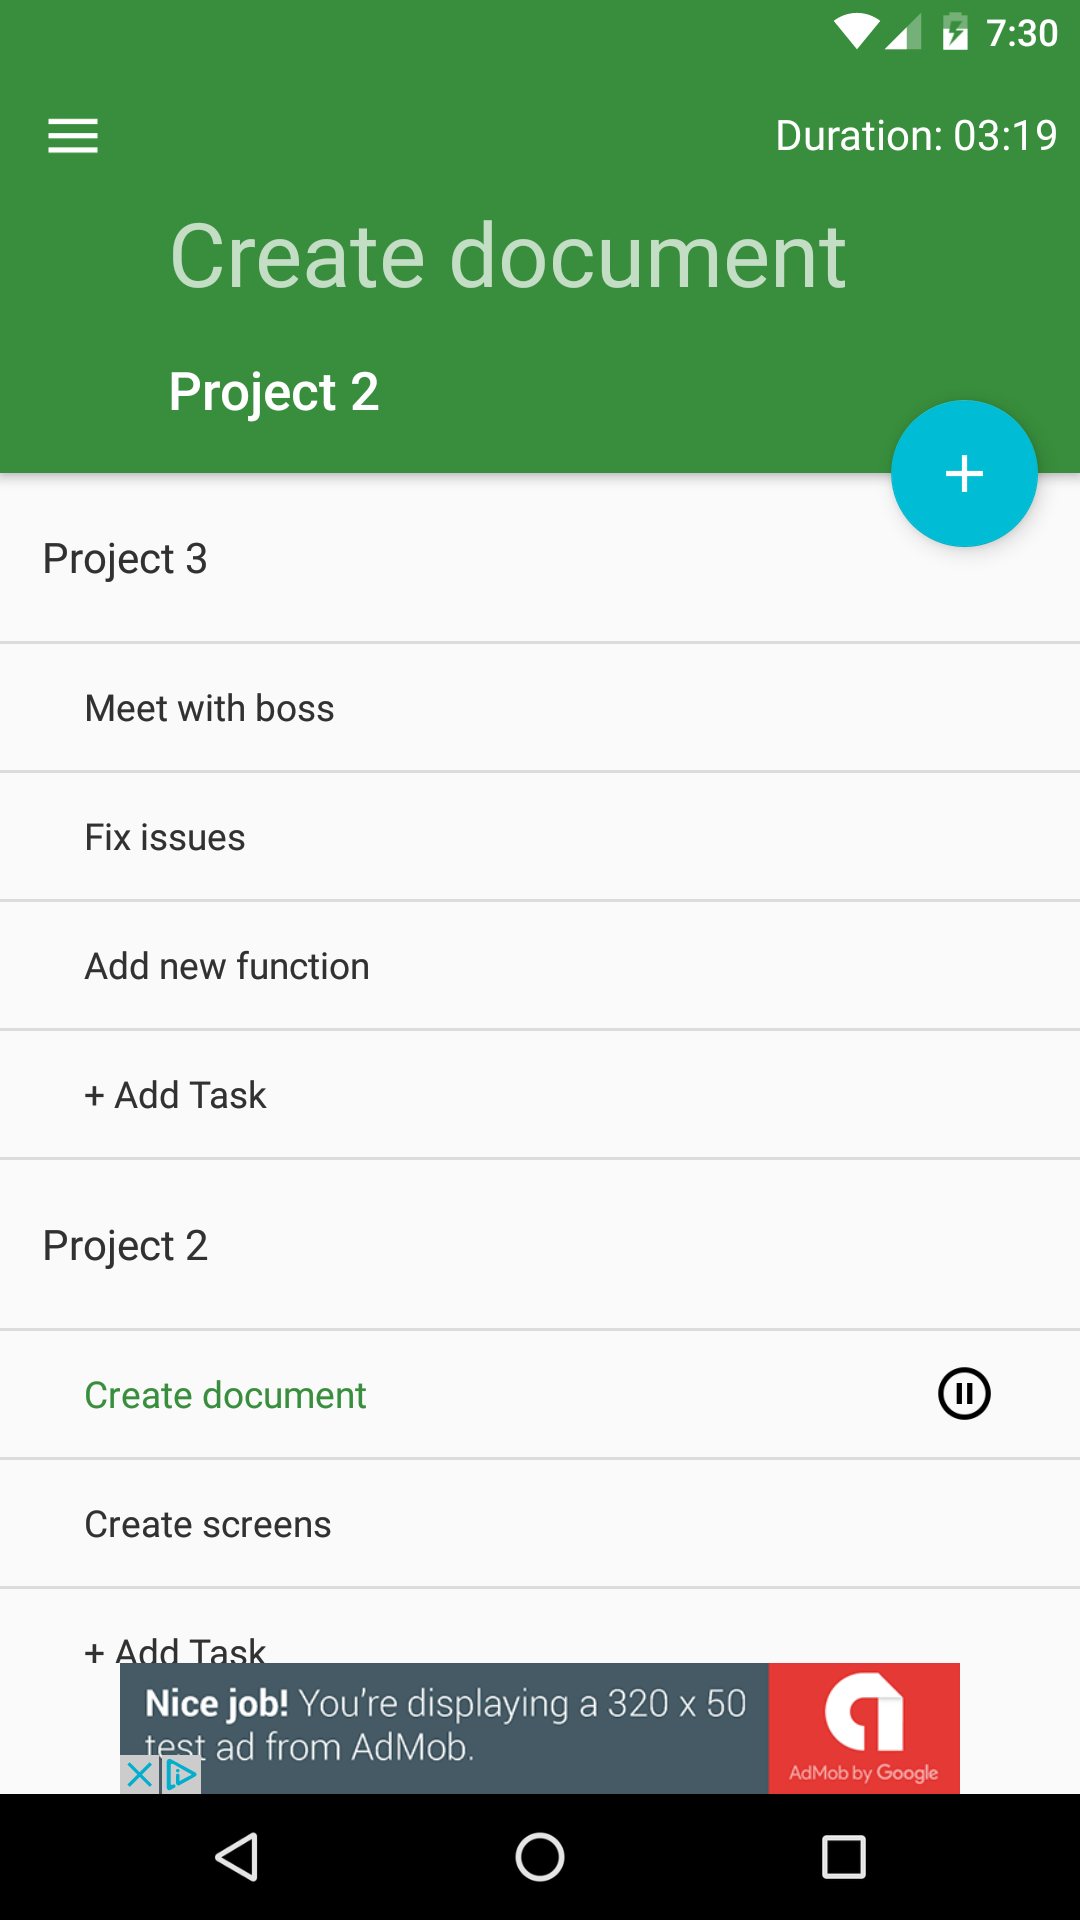 7:30
Duration: 03:19
Create document
Project 2
Project 3
Meet with boss
Fix issues
Add new function
+ Add Task
Project 2
Create document
Create screens
+ Add Task
Nice job! You're displaying a 320 x 50
test ad from AdMob.
AdMob by Google